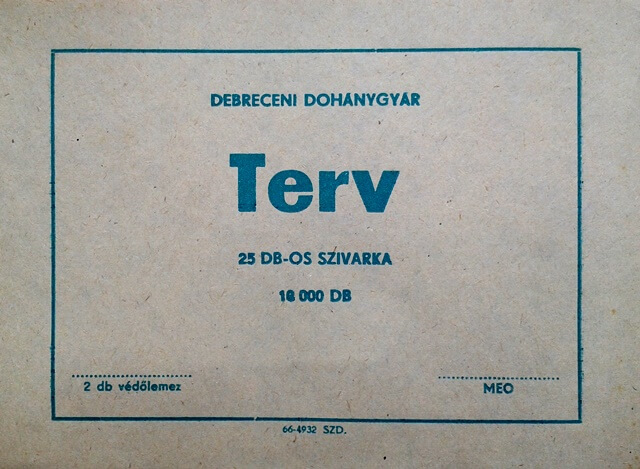 DEBRECENI DOHÁNYGYÁR
Terv
25 DB-OS SZIVARKA
18 000 DB
2 db védőlemez
MEO
66-4932 SZD.